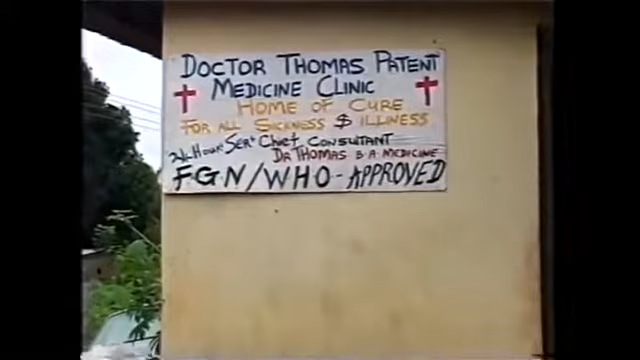 DOCTOR THOMAS PATENT
MEDICINE CLINIC
HOME OF CURE
FOR ALL SICKNESS $ ILLNESS
24 Hours Ser* Chief CONSULTANT
DR THOMAS B.A. MEDICINE
FGN/WHO-APPROVED